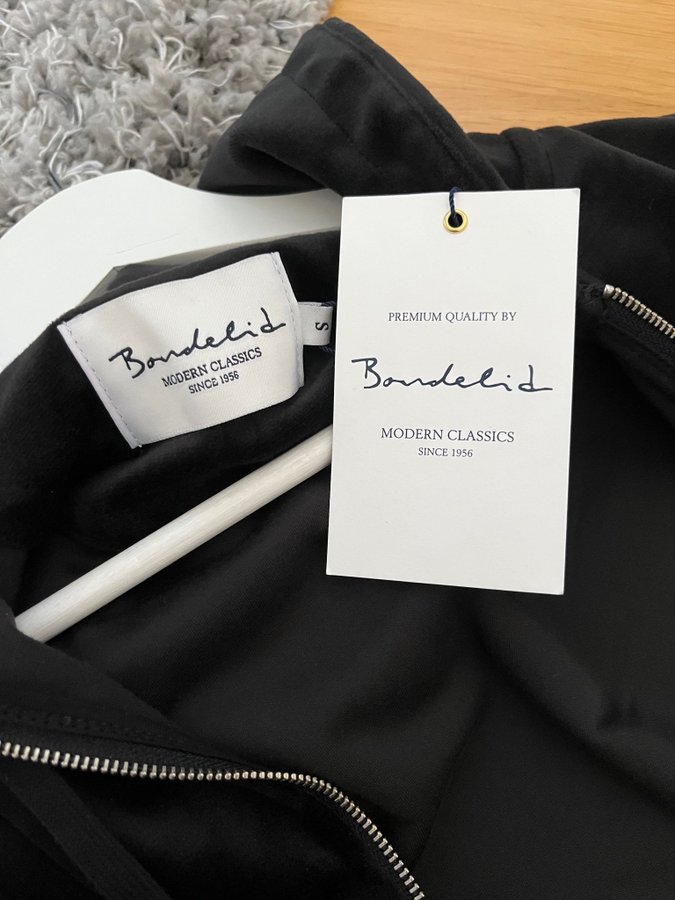 Bondelid
MODERN CLASSICS
SINCE 1956
S
PREMIUM QUALITY BY
Bondelid
MODERN CLASSICS
SINCE 1956